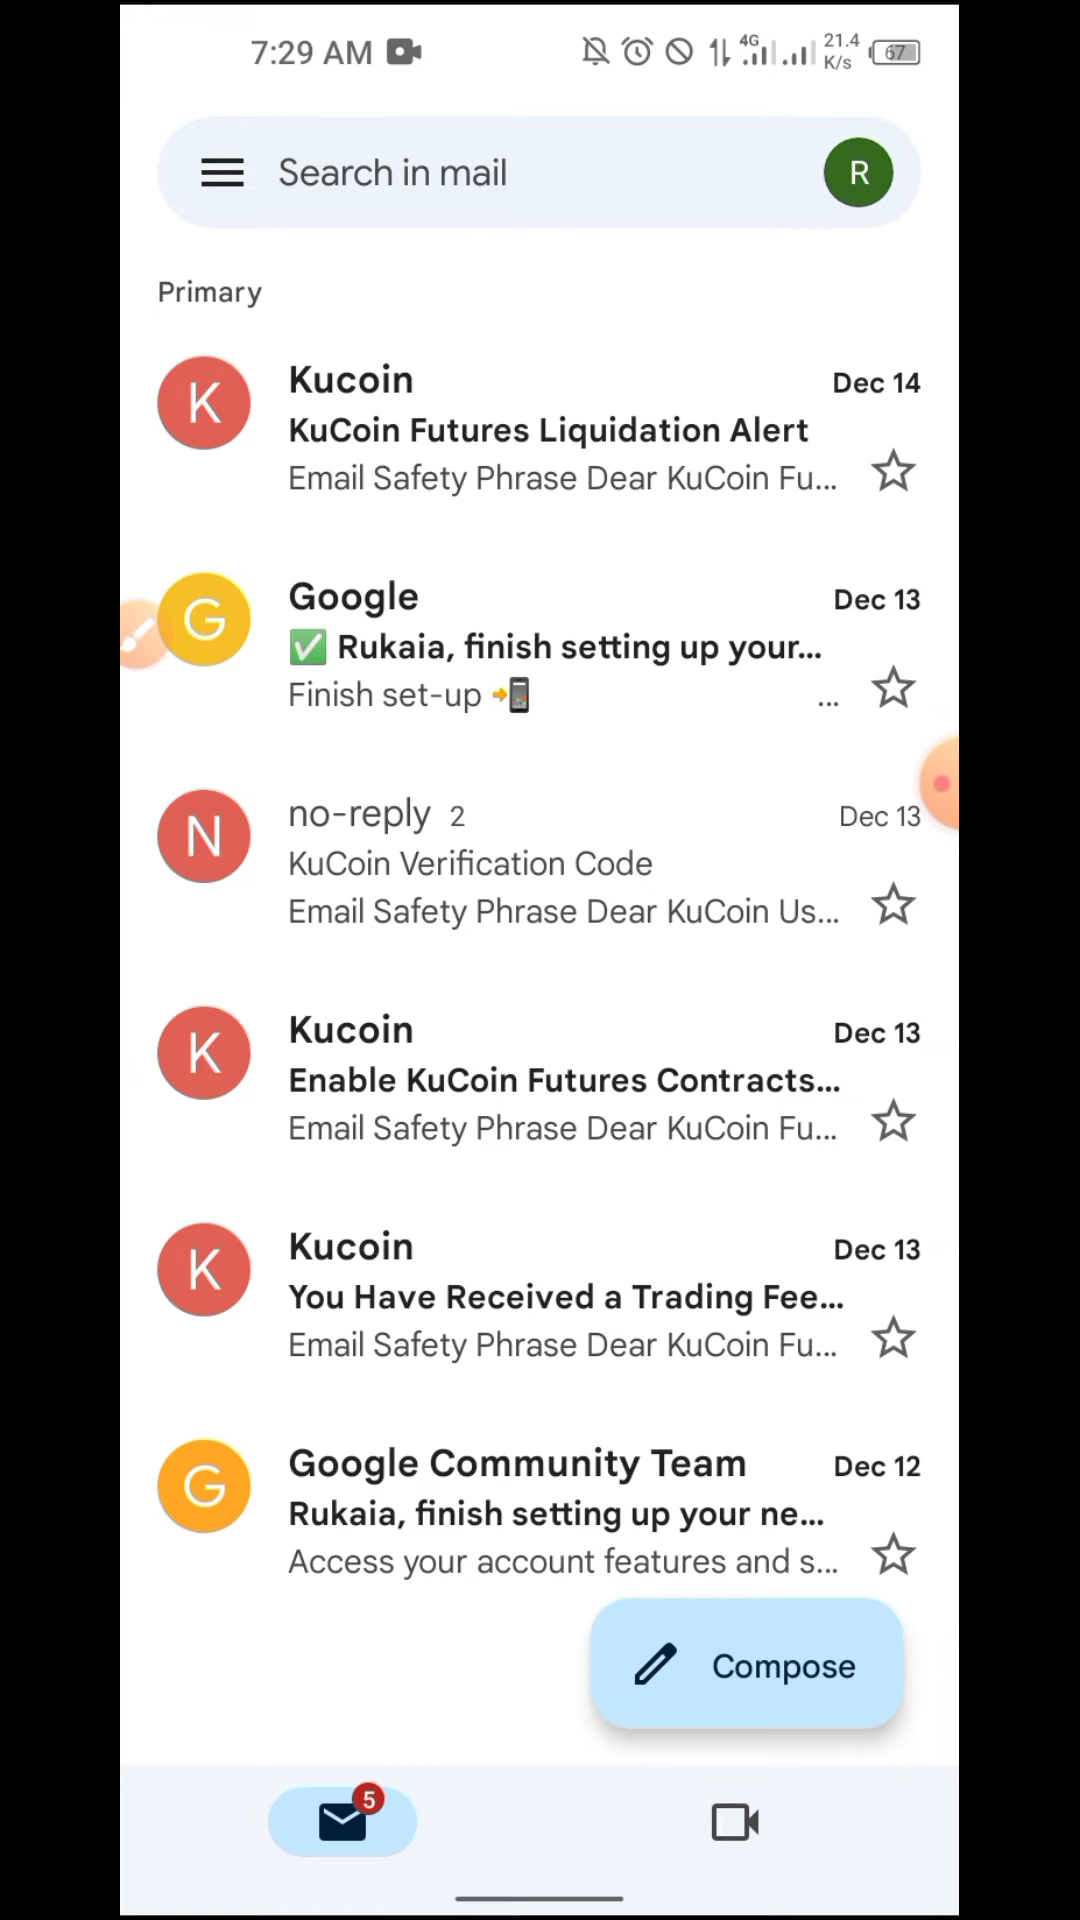 7:29 AM
4G
21.4
K/s
67
Search in mail
R
Primary
K
Kucoin
Dec 14
KuCoin Futures Liquidation Alert
Email Safety Phrase Dear KuCoin Fu...
G
Google
Dec 13
✅ Rukaia, finish setting up your...
Finish set-up 📲 ...
N
no-reply 2
Dec 13
KuCoin Verification Code
Email Safety Phrase Dear KuCoin Us...
K
Kucoin
Dec 13
Enable KuCoin Futures Contracts...
Email Safety Phrase Dear KuCoin Fu...
K
Kucoin
Dec 13
You Have Received a Trading Fee...
Email Safety Phrase Dear KuCoin Fu...
G
Google Community Team
Dec 12
Rukaia, finish setting up your ne...
Access your account features and s...
Compose
5